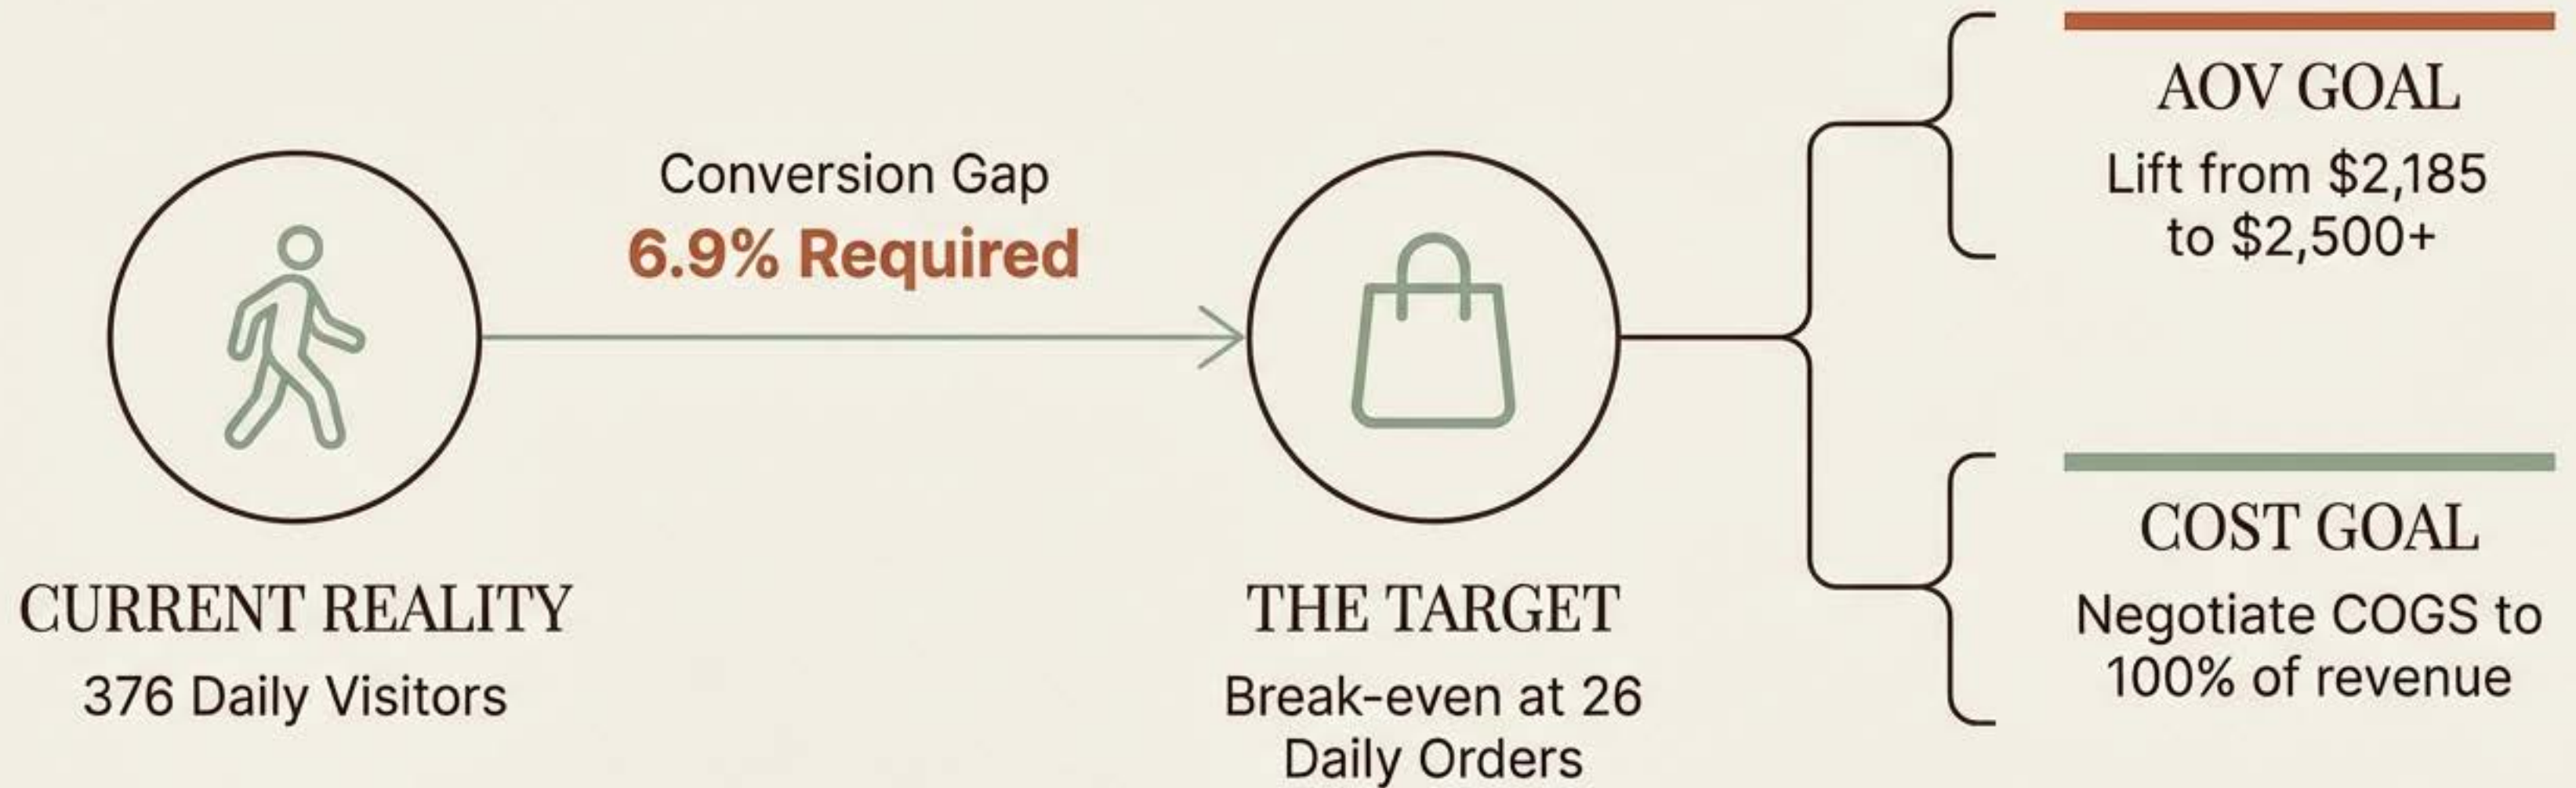 Conversion Gap
6.9% Required
CURRENT REALITY
376 Daily Visitors
THE TARGET
Break-even at 26
Daily Orders
AOV GOAL
Lift from $2,185
to $2,500+
COST GOAL
Negotiate COGS to
100% of revenue